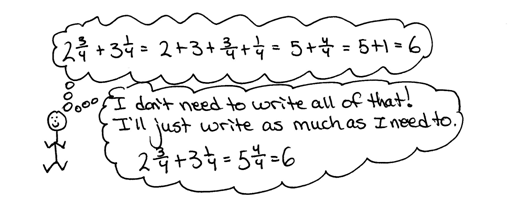 2 3/4 + 3 1/4 = 2 + 3 + 3/4 + 1/4 = 5 + 4/4 = 5 + 1 = 6
I don't need to write all of that!
I'll just write as much as I need to.
2 3/4 + 3 1/4 = 5 4/4 = 6